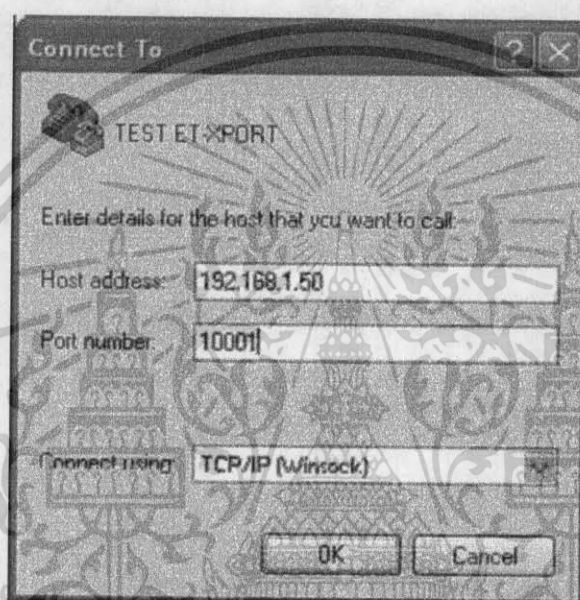 Connect To
TEST ET-XPORT
Enter details for the host that you want to call:
Host address: 192.168.1.50
Port number: 10001
Connect using: TCP/IP (Winsock)
OK Cancel